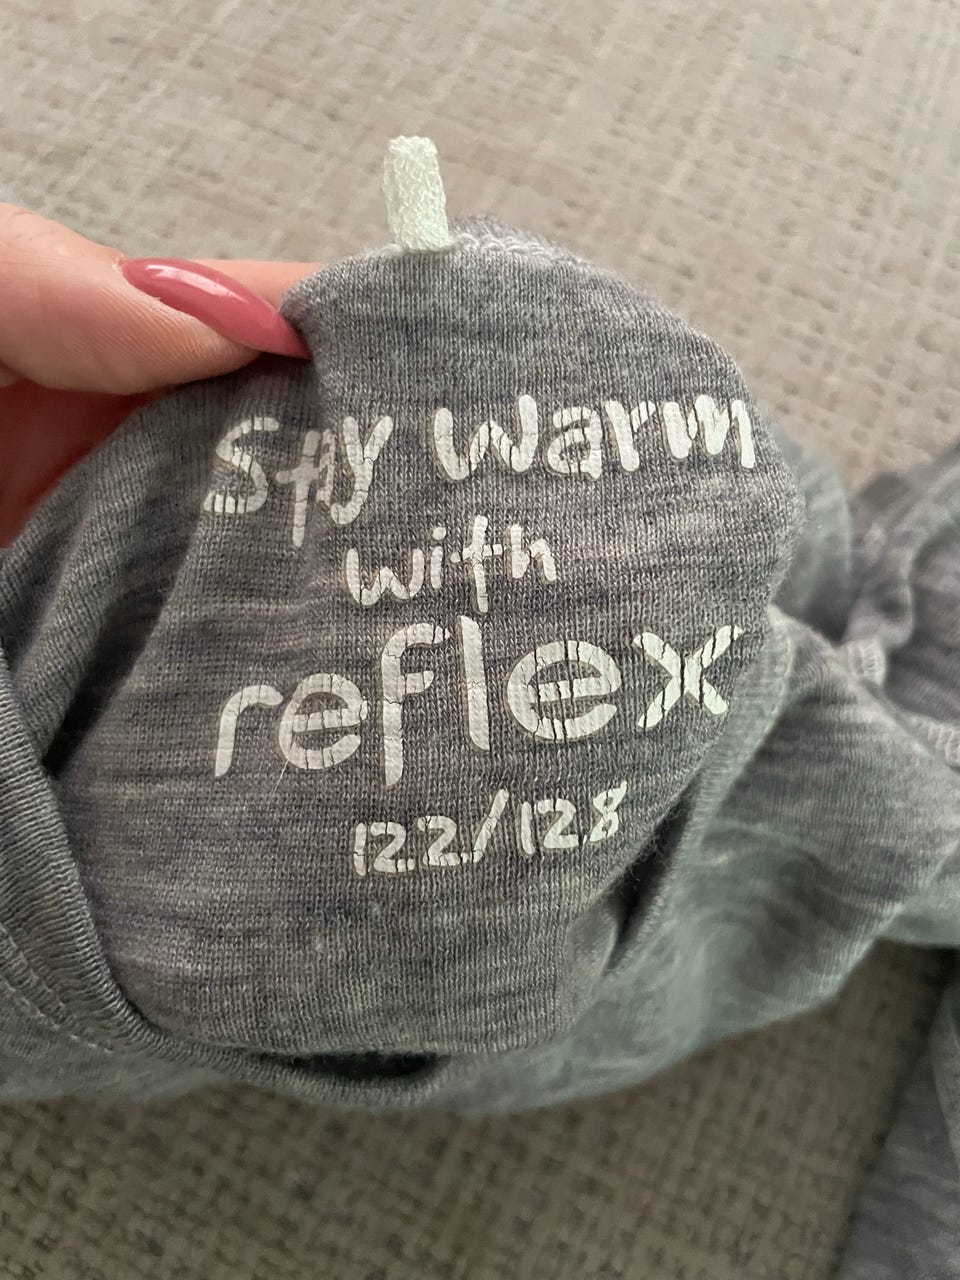 Stay Warm
with
reflex
122/128